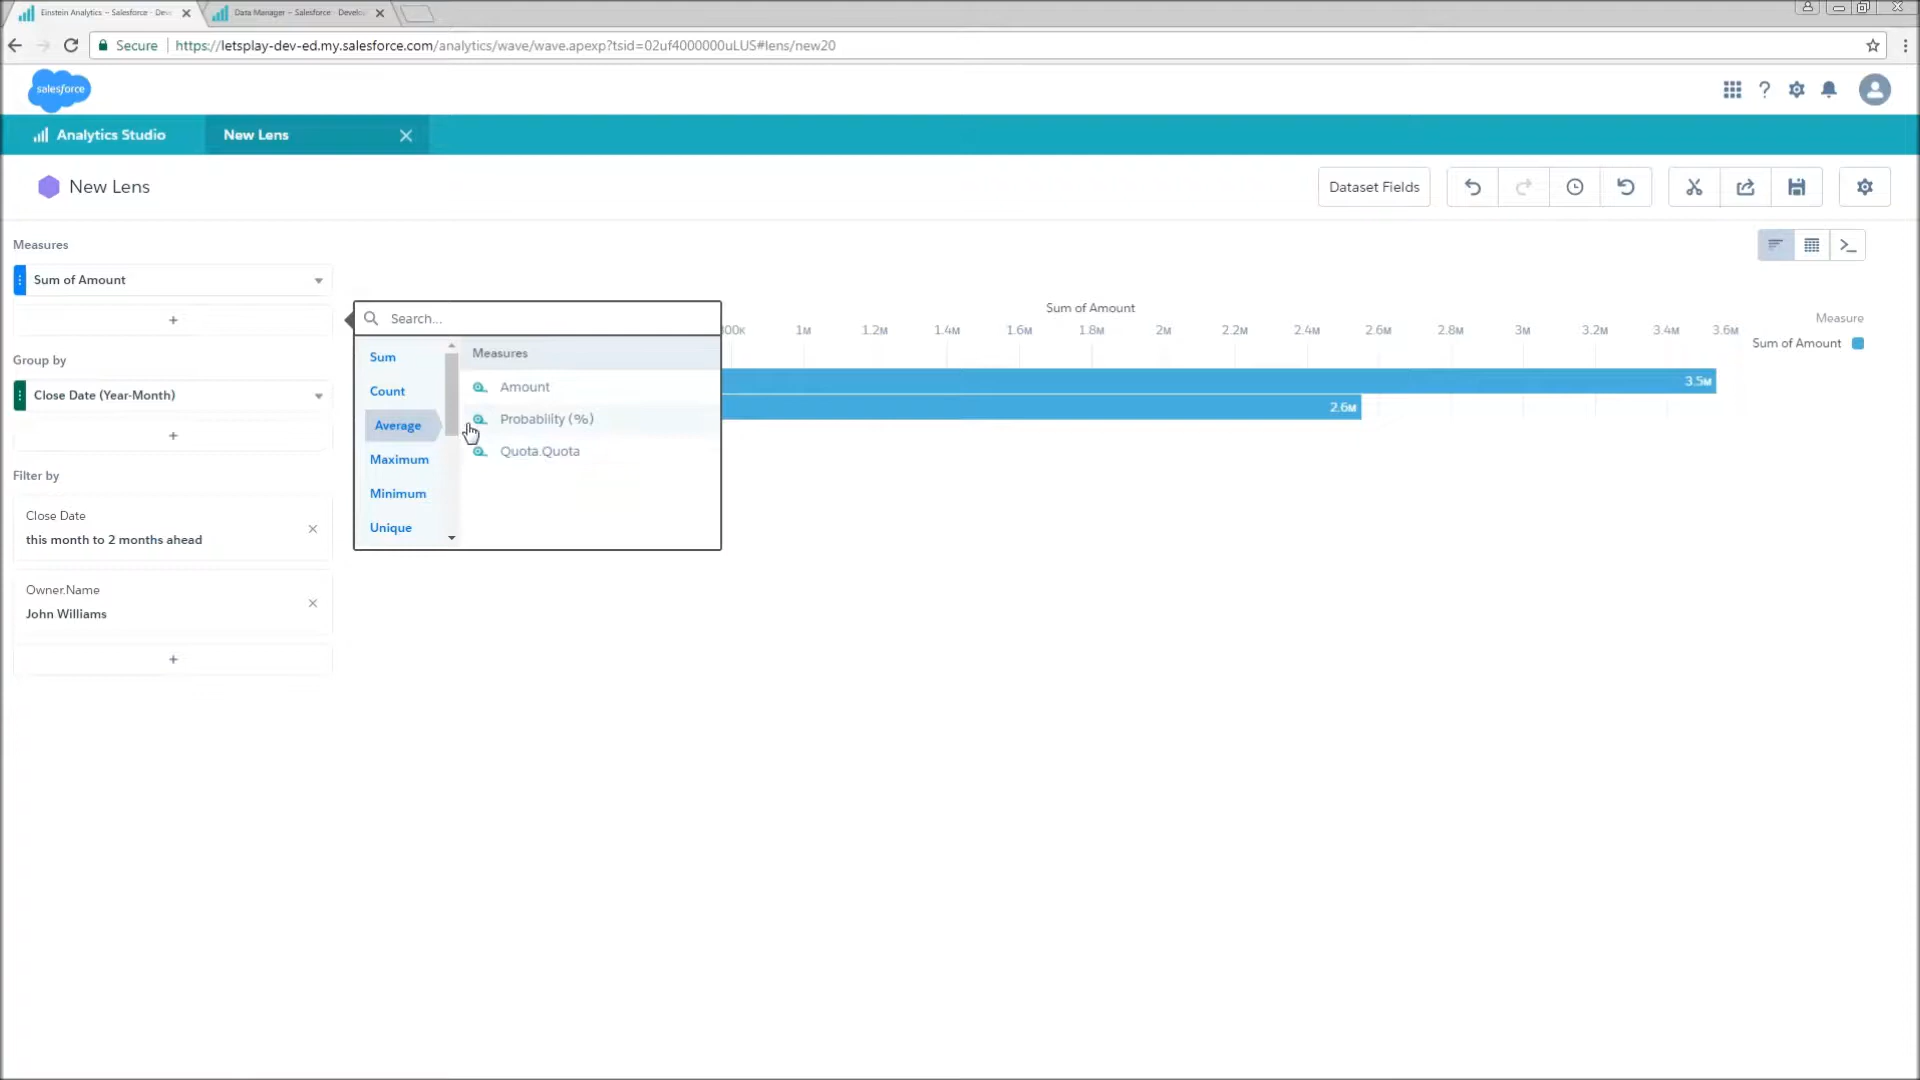 Einstein Analytics – Salesforce - Dev
Data Manager – Salesforce - Develo
Secure
https://letsplay-dev-ed.my.salesforce.com/analytics/wave/wave.apexp?tsid=02uf4000000uLUS#lens/new20
salesforce
Analytics Studio
New Lens
New Lens
Dataset Fields
Measures
Sum of Amount
+
Group by
Close Date (Year-Month)
+
Filter by
Close Date
this month to 2 months ahead
Owner.Name
John Williams
+
Search...
Sum
Count
Average
Maximum
Minimum
Unique
Measures
Amount
Probability (%)
Quota.Quota
Sum of Amount
1M 1.2M 1.4M 1.6M 1.8M 2M 2.2M 2.4M 2.6M 2.8M 3M 3.2M 3.4M 3.6M
3.5M
2.6M
Measure
Sum of Amount